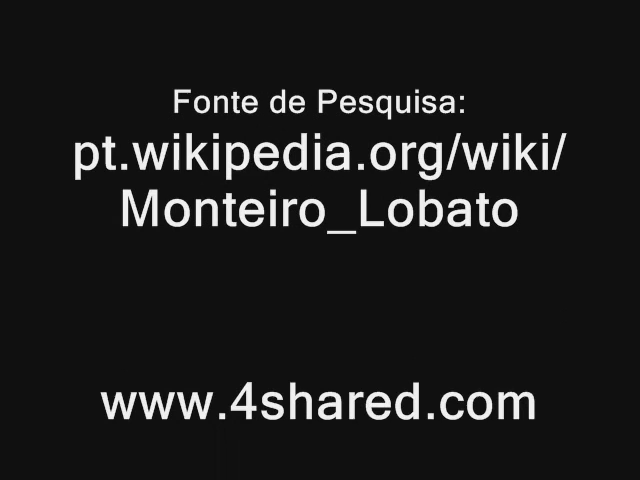 Fonte de Pesquisa:
pt.wikipedia.org/wiki/
Monteiro_Lobato
www.4shared.com